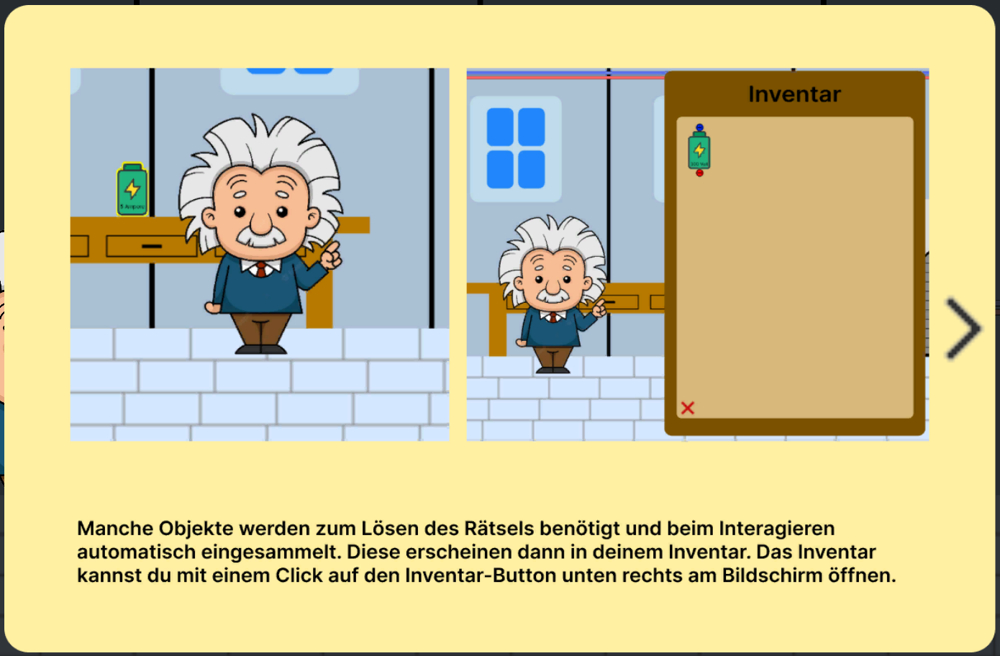 Inventar
5 Ampere
300 Volt
Manche Objekte werden zum Lösen des Rätsels benötigt und beim Interagieren
automatisch eingesammelt. Diese erscheinen dann in deinem Inventar. Das Inventar
kannst du mit einem Click auf den Inventar-Button unten rechts am Bildschirm öffnen.